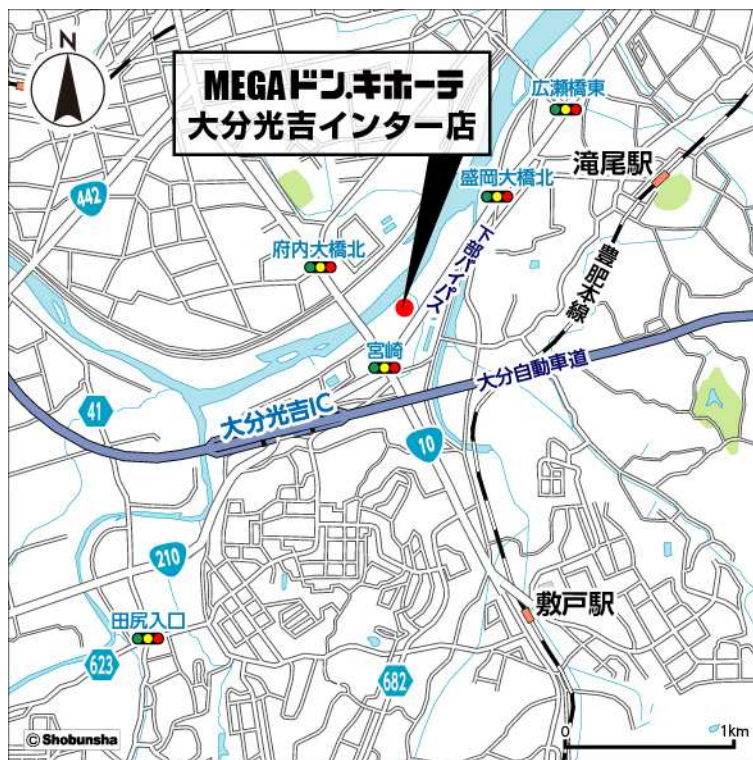 N
MEGAドン.キホーテ
大分光吉インター店
広瀬橋東
滝尾駅
盛岡大橋北
442
府内大橋北
下部バイパス
豊肥本線
宮崎
大分自動車道
大分光吉IC
41
10
210
敷戸駅
田尻入口
623
682
0
1km
© Shobunsha